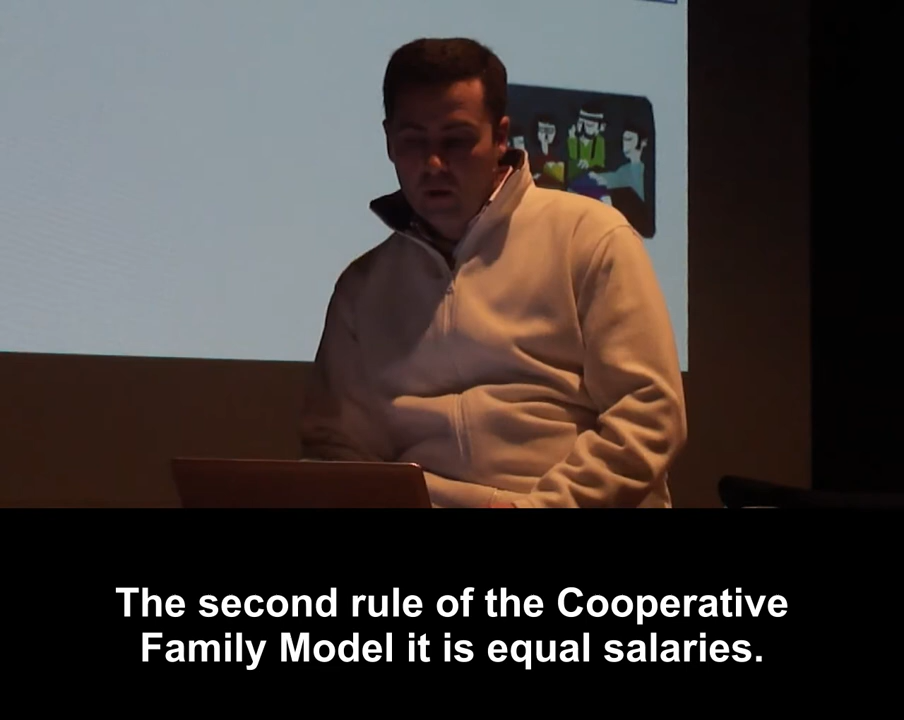 The second rule of the Cooperative
Family Model it is equal salaries.